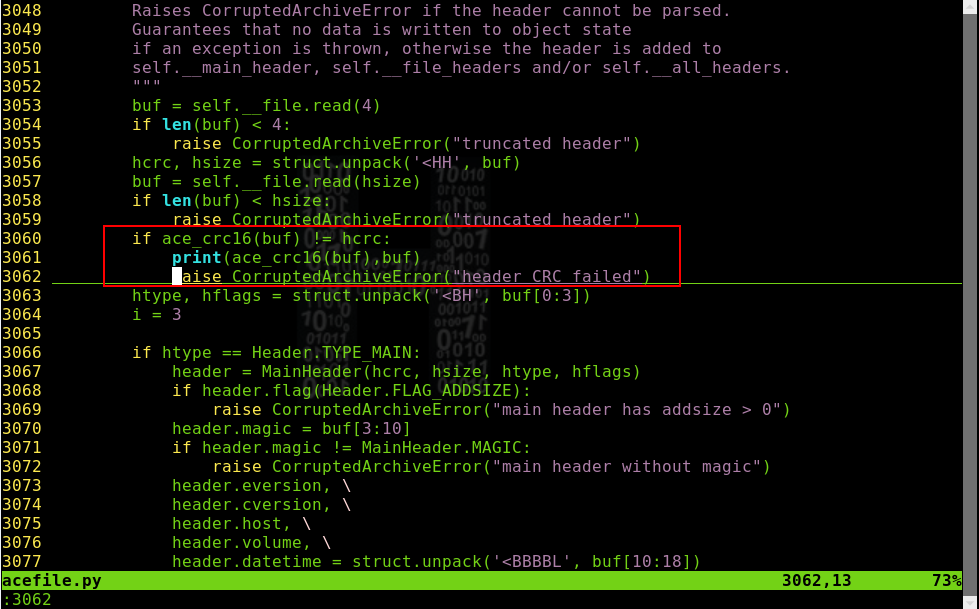 3048         Raises CorruptedArchiveError if the header cannot be parsed.
3049         Guarantees that no data is written to object state
3050         if an exception is thrown, otherwise the header is added to
3051         self.__main_header, self.__file_headers and/or self.__all_headers.
3052         """
3053         buf = self.__file.read(4)
3054         if len(buf) < 4:
3055             raise CorruptedArchiveError("truncated header")
3056         hcrc, hsize = struct.unpack('<HH', buf)
3057         buf = self.__file.read(hsize)
3058         if len(buf) < hsize:
3059             raise CorruptedArchiveError("truncated header")
3060         if ace_crc16(buf) != hcrc:
3061             print(ace_crc16(buf),buf)
3062             raise CorruptedArchiveError("header CRC failed")
3063         htype, hflags = struct.unpack('<BH', buf[0:3])
3064         i = 3
3065
3066         if htype == Header.TYPE_MAIN:
3067             header = MainHeader(hcrc, hsize, htype, hflags)
3068             if header.flag(Header.FLAG_ADDSIZE):
3069                 raise CorruptedArchiveError("main header has addsize > 0")
3070             header.magic = buf[3:10]
3071             if header.magic != MainHeader.MAGIC:
3072                 raise CorruptedArchiveError("main header without magic")
3073             header.eversion, \
3074             header.cversion, \
3075             header.host, \
3076             header.volume, \
3077             header.datetime = struct.unpack('<BBBBL', buf[10:18])
acefile.py 3062,13 73%
:3062